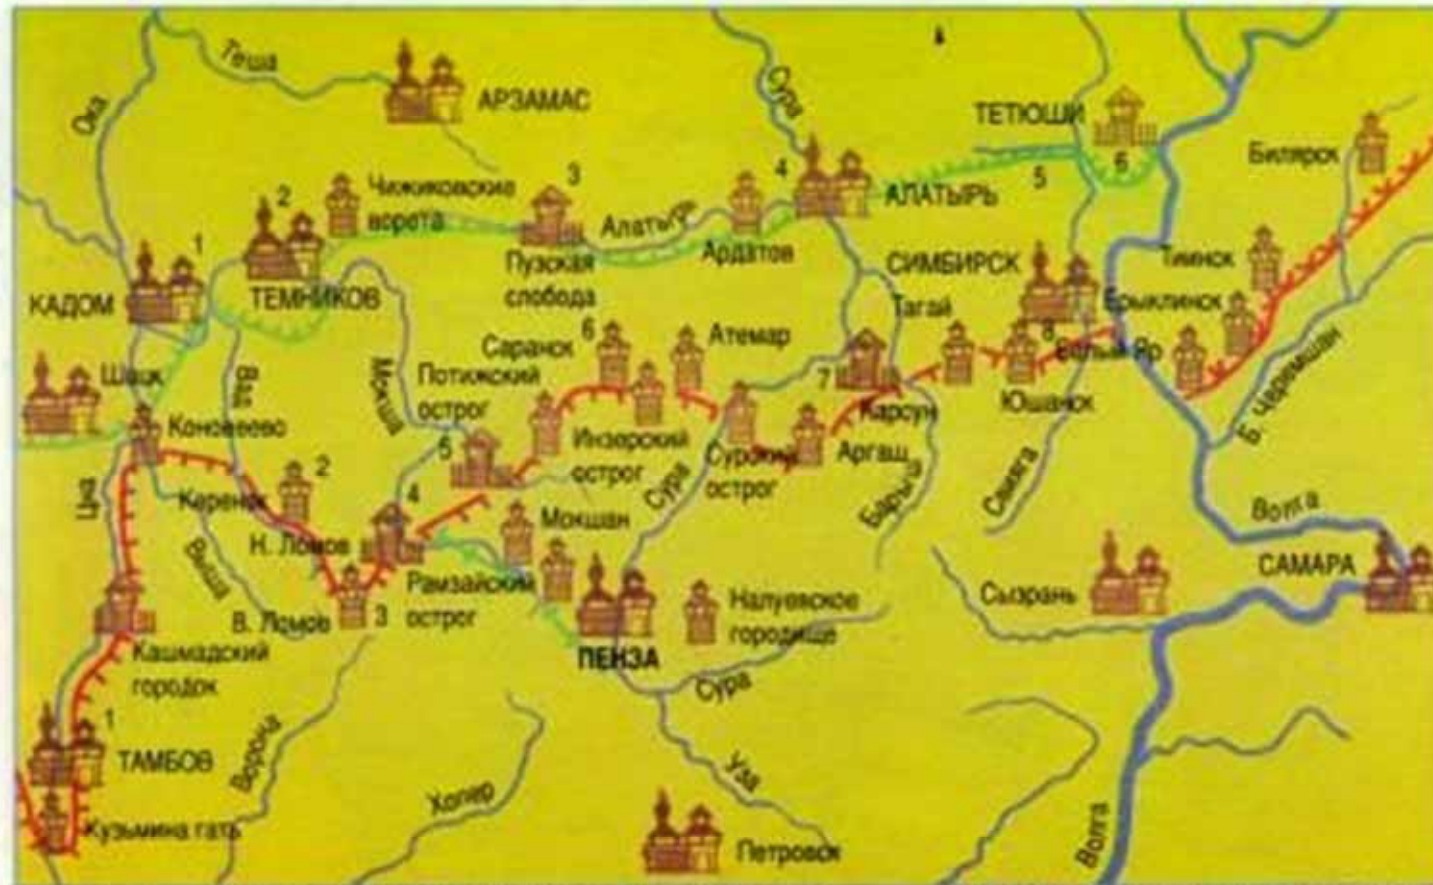 Ока
Теша
АРЗАМАС
Сура
ТЕТЮШИ
6
Билярск
5
2
Чижиковские
ворота
3
4
Алатырь
АЛАТЫРЬ
Ардатов
1
КАДОМ
ТЕМНИКОВ
Пузская
слобода
СИМБИРСК
Тагай
Тиинск
Ерыклинск
Белый Яр
8
6
Саранск
Атемар
Шацк
Вад
Мокша
Потижский
острог
7
Карсун
Юшанск
Б. Черемшан
Конобеево
5
Инзерский
острог
Сурский
острог
Аргаш
Цна
Керенск
2
4
Сура
Барыш
Свияга
Волга
Н. Ломов
Мокшан
Выша
САМАРА
В. Ломов
3
Рамзайский
острог
Налуевское
городище
Сызрань
Кашмадский
городок
ПЕНЗА
Сура
1
ТАМБОВ
Ворона
Хопер
Уза
Кузьмина гать
Петровск
Волга